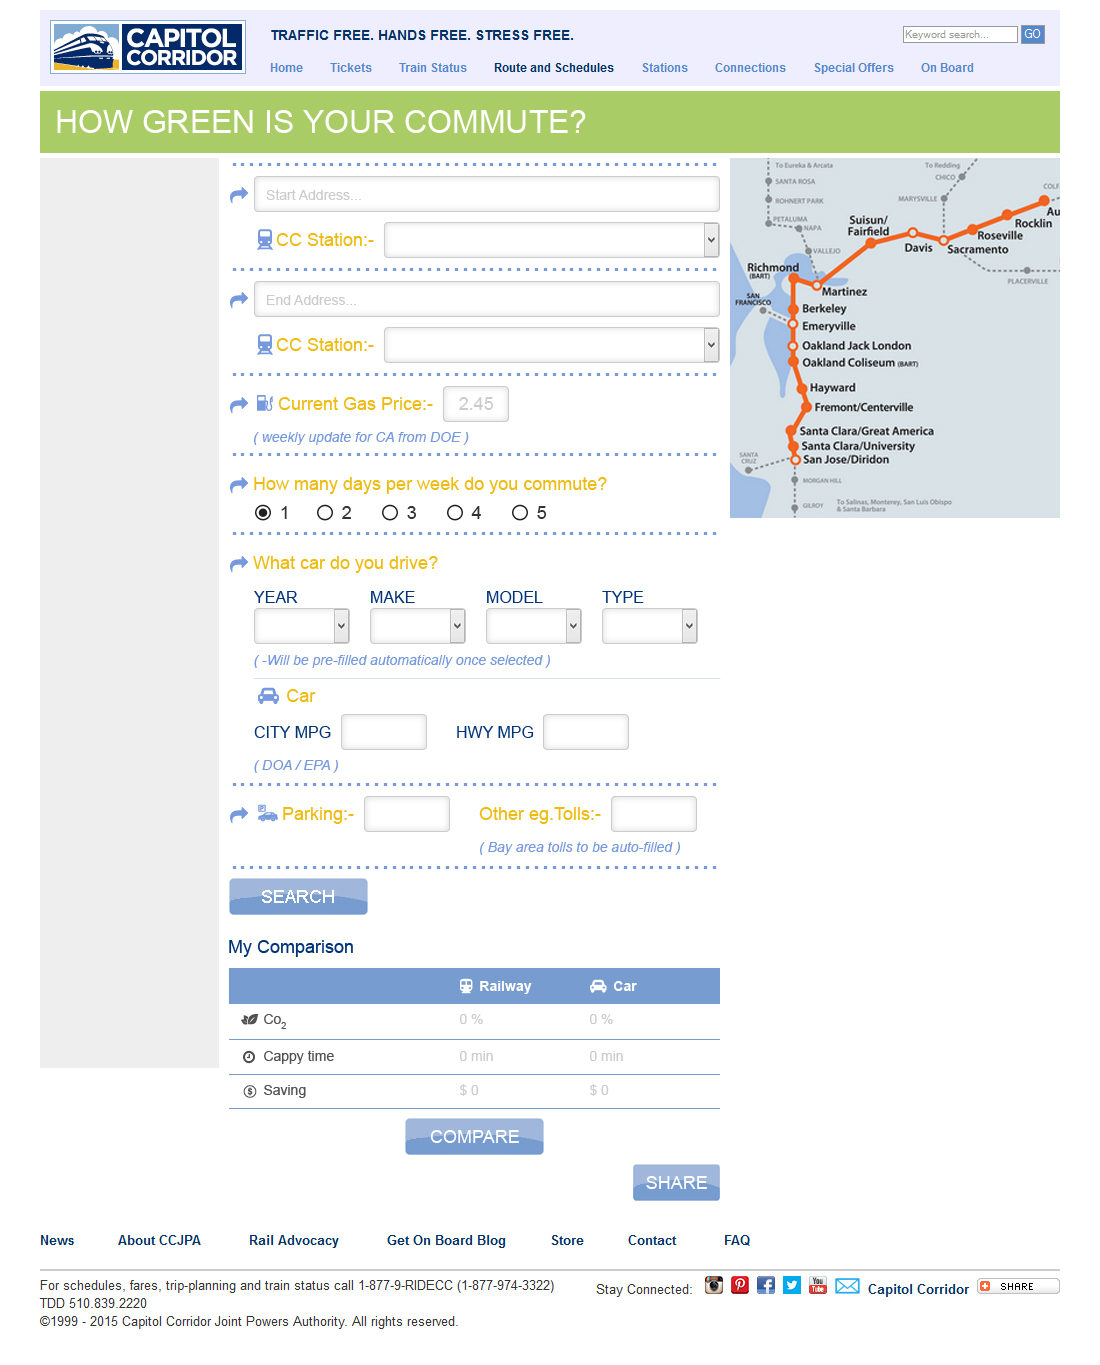 CAPITOL
CORRIDOR
TRAFFIC FREE. HANDS FREE. STRESS FREE.
Keyword search...
GO
Home Tickets Train Status Route and Schedules Stations Connections Special Offers On Board
HOW GREEN IS YOUR COMMUTE?
Start Address...
CC Station:-
End Address...
CC Station:-
Current Gas Price:- 2.45
( weekly update for CA from DOE )
How many days per week do you commute?
1 2 3 4 5
What car do you drive?
YEAR MAKE MODEL TYPE
( -Will be pre-filled automatically once selected )
Car
CITY MPG HWY MPG
( DOA / EPA )
Parking:- Other eg.Tolls:-
( Bay area tolls to be auto-filled )
SEARCH
My Comparison
Railway Car
Co2 0 % 0 %
Cappy time 0 min 0 min
Saving $ 0 $ 0
COMPARE
SHARE
To Eureka & Arcata
To Redding
SANTA ROSA
CHICO
COLF
ROHNERT PARK
MARYSVILLE
Au
PETALUMA
NAPA
Suisun/
Fairfield
Rocklin
Roseville
VALLEJO
Davis
Sacramento
Richmond
(BART)
PLACERVILLE
Martinez
SAN
FRANCISCO
Berkeley
Emeryville
Oakland Jack London
Oakland Coliseum (BART)
Hayward
Fremont/Centerville
Santa Clara/Great America
Santa Clara/University
SANTA
CRUZ
San Jose/Diridon
MORGAN HILL
GILROY
To Salinas, Monterey, San Luis Obispo
& Santa Barbara
News About CCJPA Rail Advocacy Get On Board Blog Store Contact FAQ
For schedules, fares, trip-planning and train status call 1-877-9-RIDECC (1-877-974-3322)
TDD 510.839.2220
©1999 - 2015 Capitol Corridor Joint Powers Authority. All rights reserved.
Stay Connected:
You
Tube
Capitol Corridor
SHARE